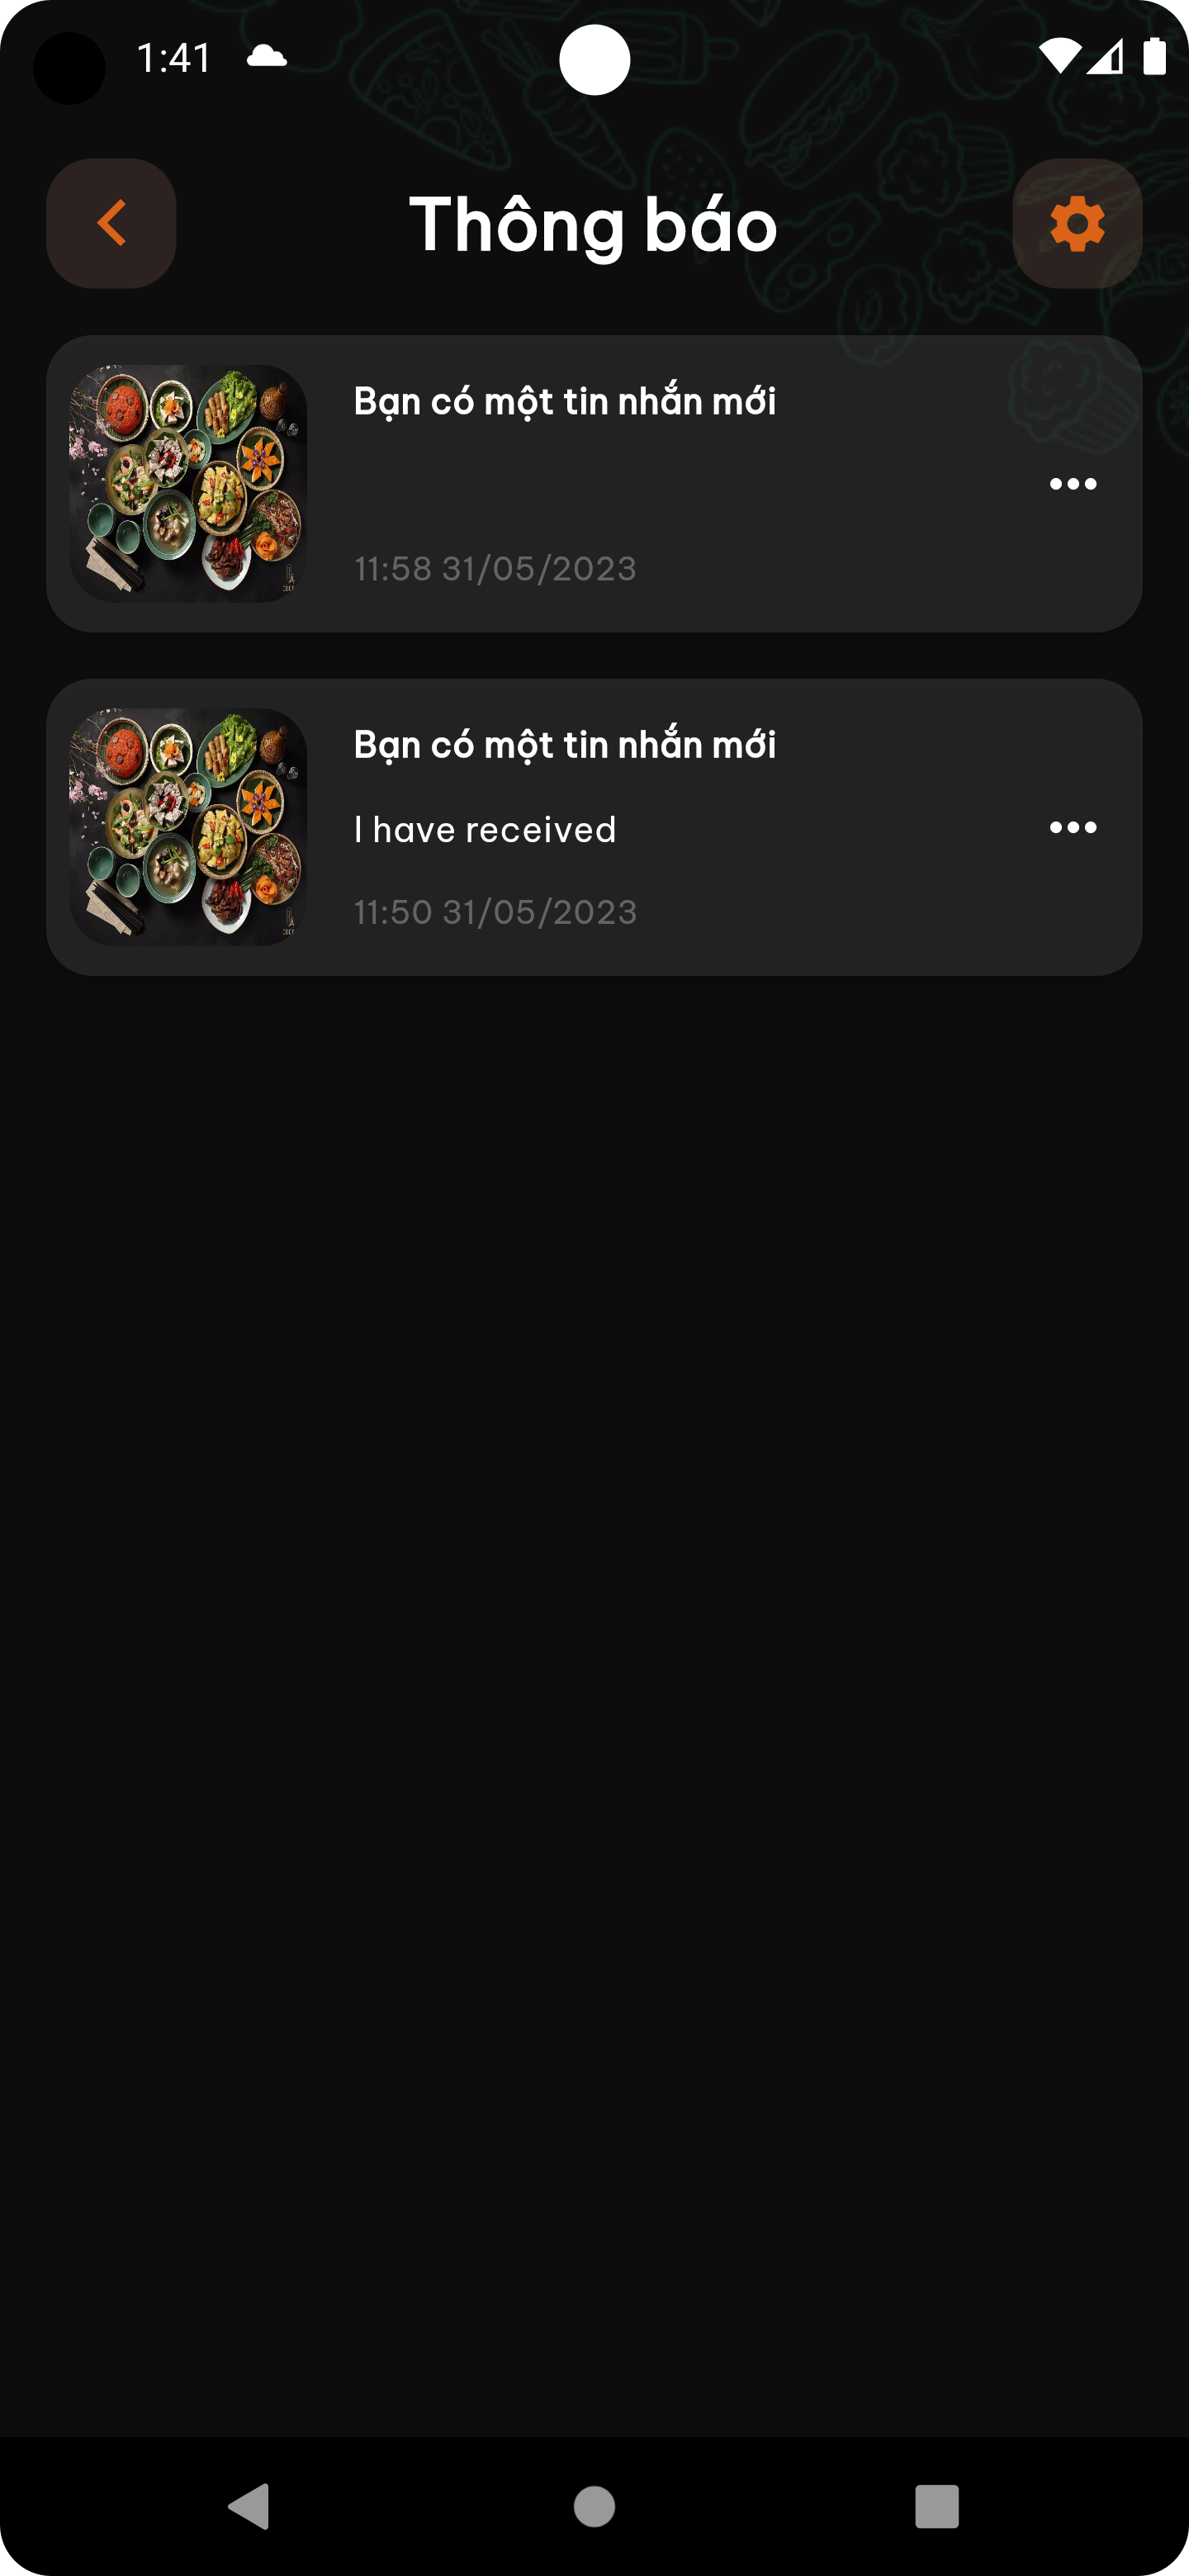 1:41
Thông báo
Bạn có một tin nhắn mới
11:58 31/05/2023
Bạn có một tin nhắn mới
I have received
11:50 31/05/2023